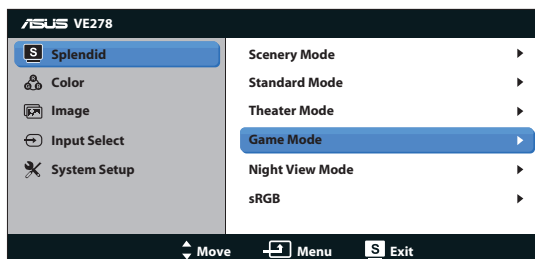 ASUS VE278
S Splendid
Color
Image
Input Select
System Setup
Scenery Mode
Standard Mode
Theater Mode
Game Mode
Night View Mode
sRGB
Move Menu S Exit